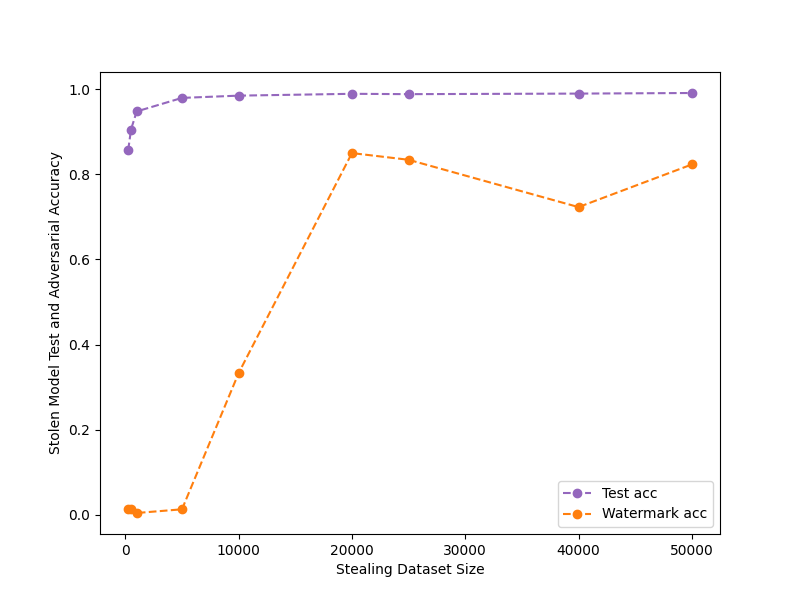 1.0
0.8
0.6
0.4
0.2
0.0
Stolen Model Test and Adversarial Accuracy
Test acc
Watermark acc
0 10000 20000 30000 40000 50000
Stealing Dataset Size